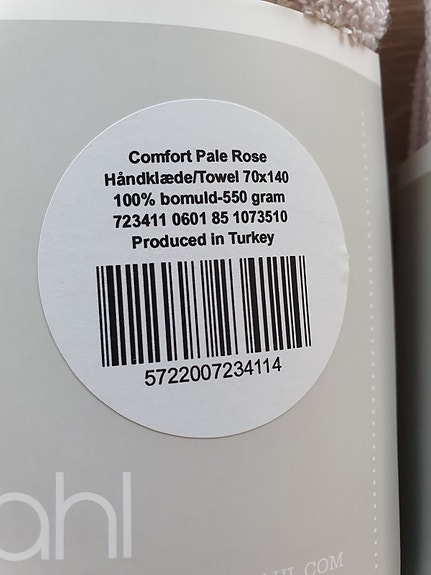 Comfort Pale Rose
Håndklæde/Towel 70x140
100% bomuld-550 gram
723411 0601 85 1073510
Produced in Turkey
5722007234114
ahl
.COM